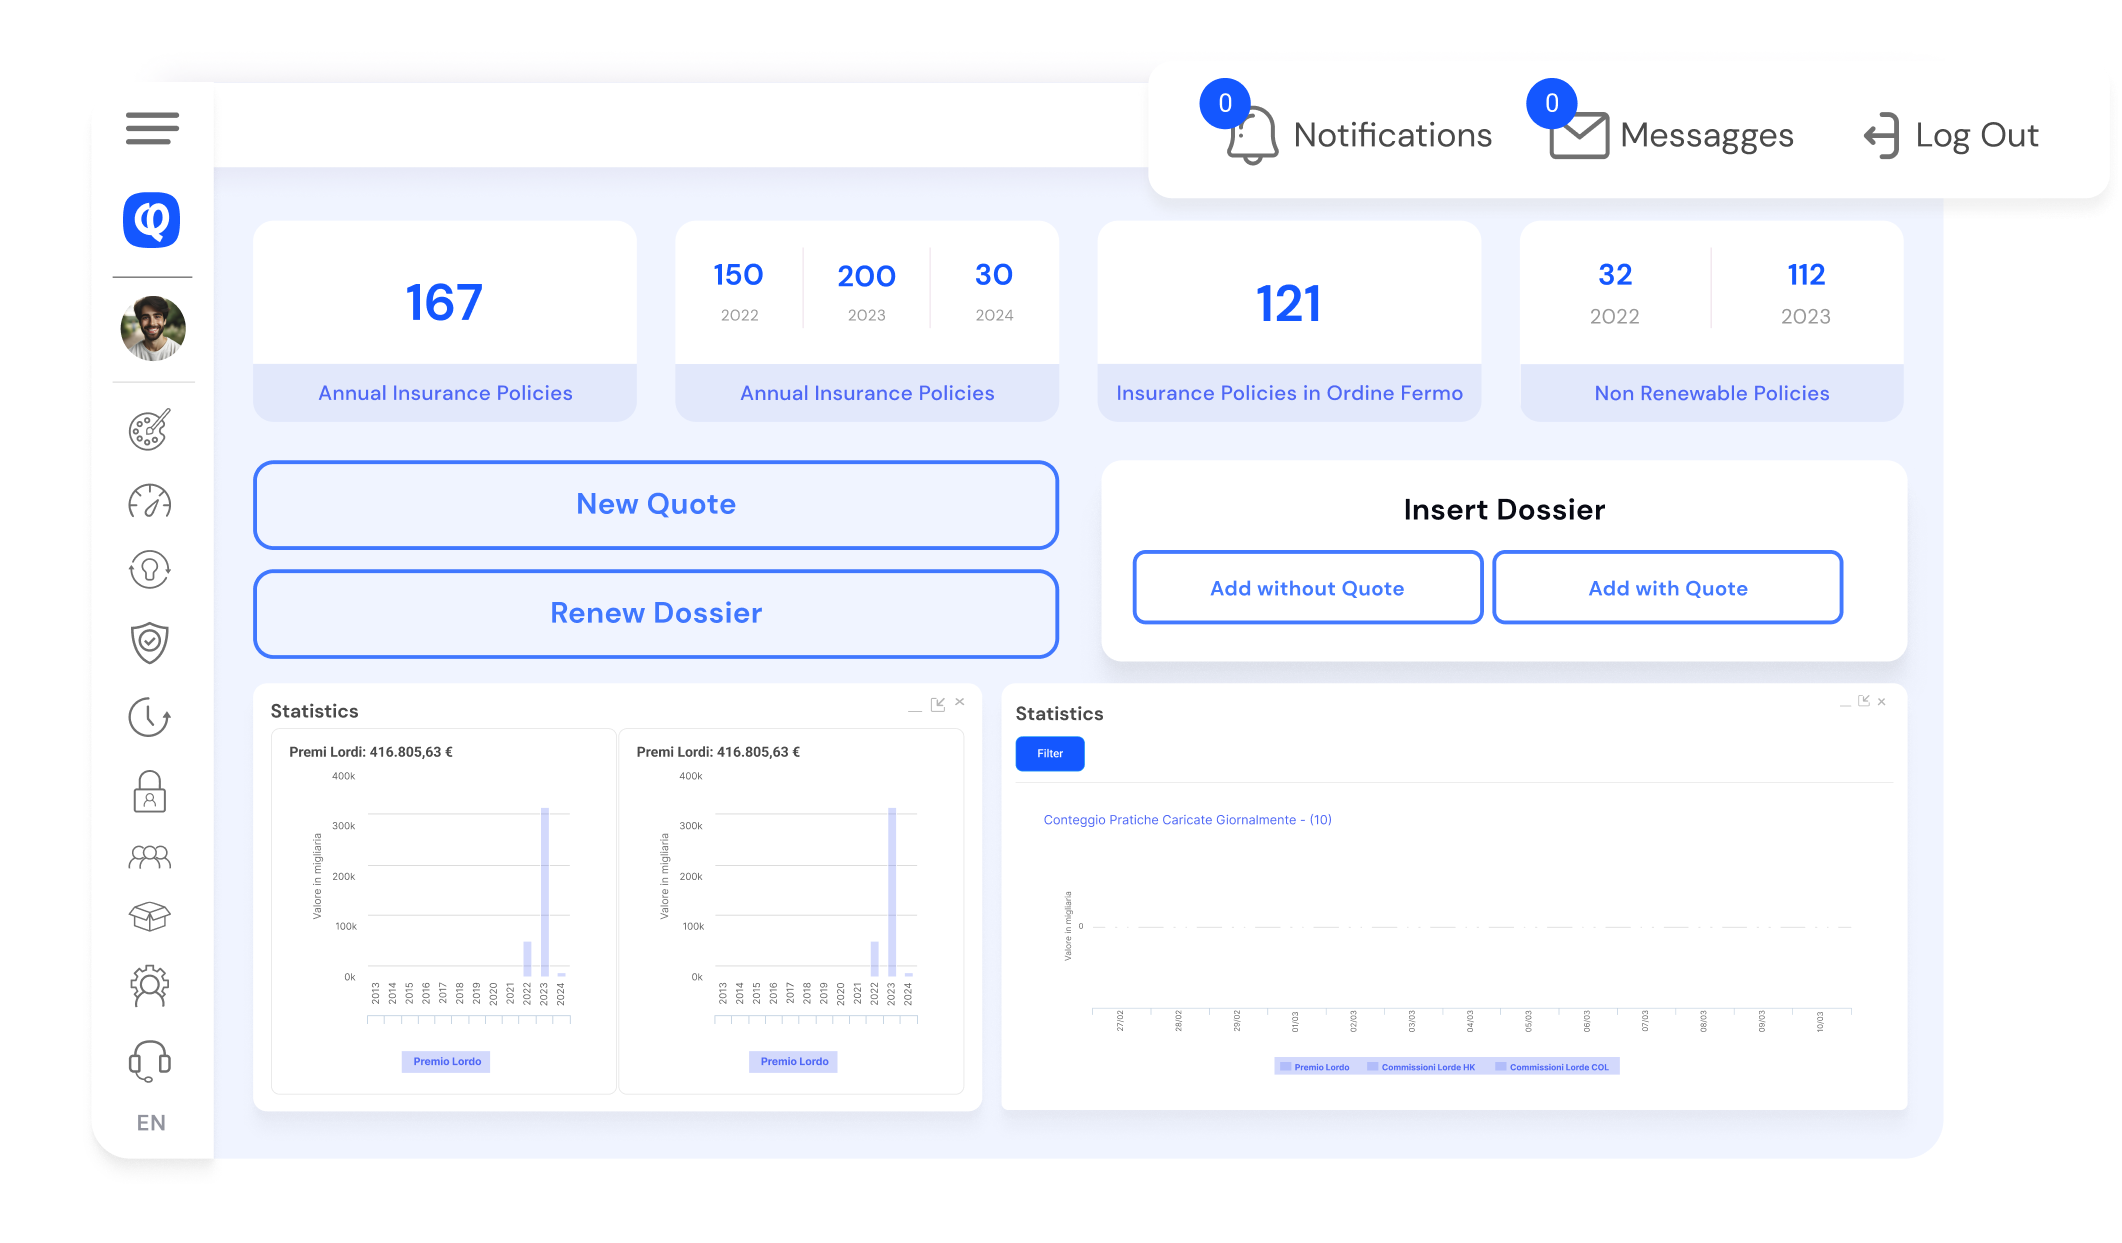 0
Notifications
0
Messagges
Log Out
167
Annual Insurance Policies
150
2022
200
2023
30
2024
Annual Insurance Policies
121
Insurance Policies in Ordine Fermo
32
2022
112
2023
Non Renewable Policies
New Quote
Renew Dossier
Insert Dossier
Add without Quote
Add with Quote
Statistics
Premi Lordi: 416.805,63 €
400k
300k
200k
100k
0k
Valore in migliaria
2013
2014
2015
2016
2017
2018
2019
2020
2021
2022
2023
2024
Premio Lordo
Premi Lordi: 416.805,63 €
400k
300k
200k
100k
0k
Valore in migliaria
2013
2014
2015
2016
2017
2018
2019
2020
2021
2022
2023
2024
Premio Lordo
Statistics
Filter
Conteggio Pratiche Caricate Giornalmente - (10)
Valore in migliaria
0
27/02
28/02
29/02
01/03
02/03
03/03
04/03
05/03
06/03
07/03
08/03
09/03
10/03
Premio Lordo
Commissioni Lorde HK
Commissioni Lorde COL
EN